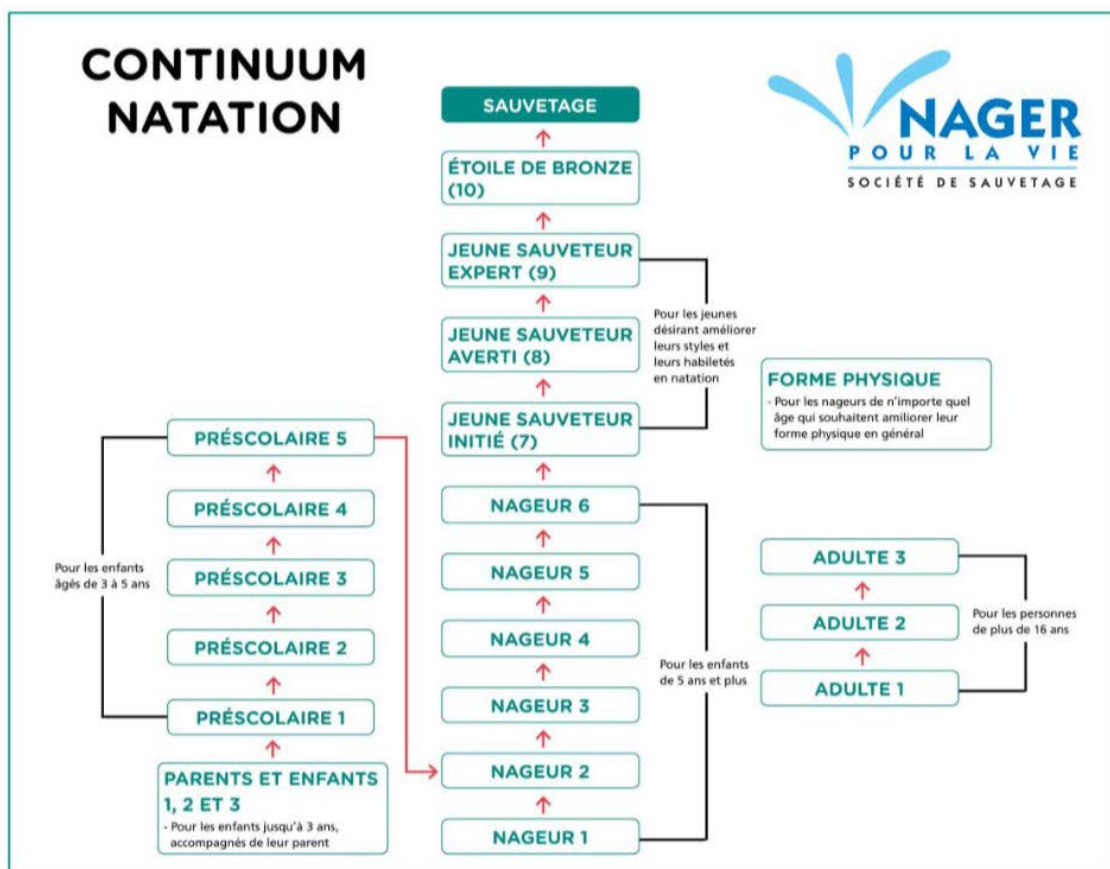 CONTINUUM
NATATION
NAGER
POUR LA VIE
SOCIÉTÉ DE SAUVETAGE
SAUVETAGE
ÉTOILE DE BRONZE
(10)
JEUNE SAUVETEUR
EXPERT (9)
JEUNE SAUVETEUR
AVERTI (8)
JEUNE SAUVETEUR
INITIÉ (7)
Pour les jeunes
désirant améliorer
leurs styles et
leurs habiletés
en natation
FORME PHYSIQUE
- Pour les nageurs de n'importe quel
âge qui souhaitent amiliorer leur
forme physique en général
PRÉSCOLAIRE 5
PRÉSCOLAIRE 4
PRÉSCOLAIRE 3
PRÉSCOLAIRE 2
PRÉSCOLAIRE 1
Pour les enfants
âgés de 3 à 5 ans
PARENTS ET ENFANTS
1, 2 ET 3
- Pour les enfants jusqu'à 3 ans,
accompagnés de leur parent
NAGEUR 6
NAGEUR 5
NAGEUR 4
NAGEUR 3
NAGEUR 2
NAGEUR 1
Pour les enfants
de 5 ans et plus
ADULTE 3
ADULTE 2
ADULTE 1
Pour les personnes
de plus de 16 ans